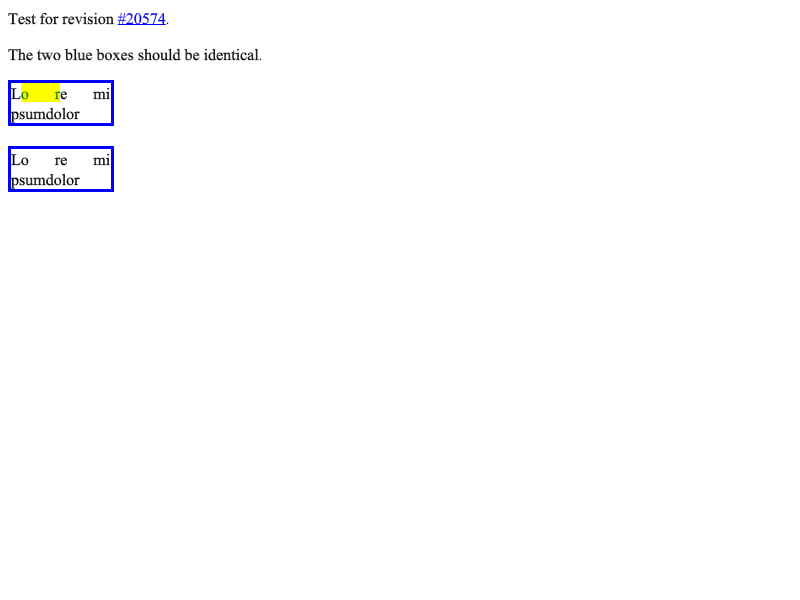 Test for revision #20574.
The two blue boxes should be identical.
Lo re mi
psumdolor
Lo re mi
psumdolor